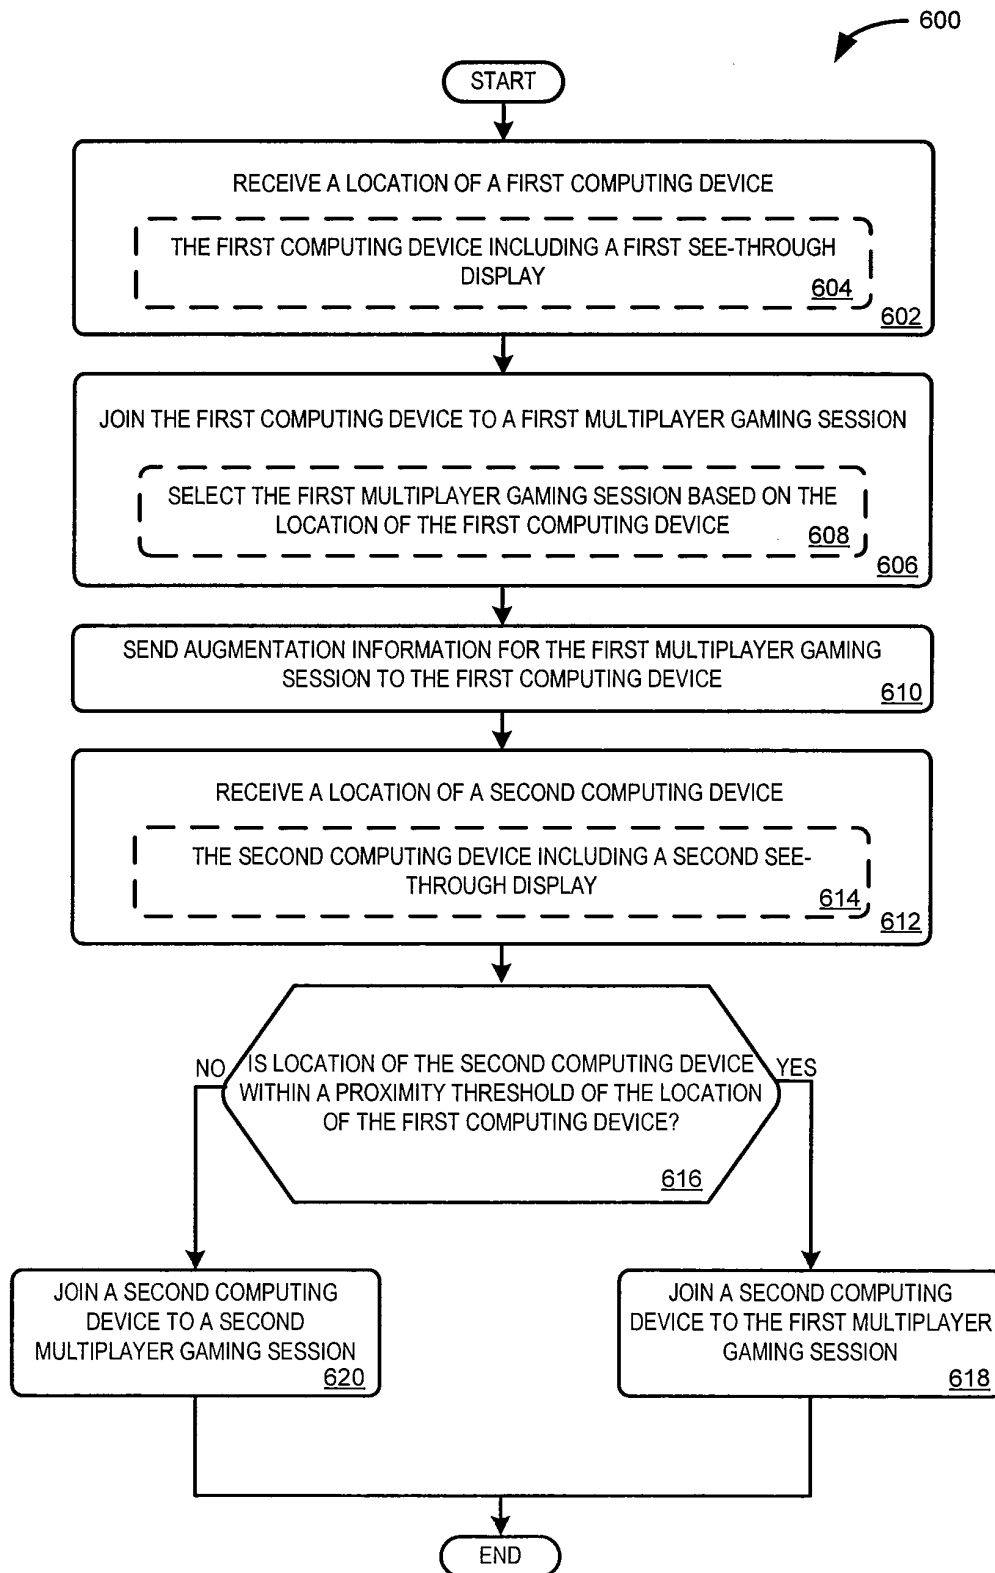 600
START
RECEIVE A LOCATION OF A FIRST COMPUTING DEVICE
THE FIRST COMPUTING DEVICE INCLUDING A FIRST SEE-THROUGH
DISPLAY
604
602
JOIN THE FIRST COMPUTING DEVICE TO A FIRST MULTIPLAYER GAMING SESSION
SELECT THE FIRST MULTIPLAYER GAMING SESSION BASED ON THE
LOCATION OF THE FIRST COMPUTING DEVICE
608
606
SEND AUGMENTATION INFORMATION FOR THE FIRST MULTIPLAYER GAMING
SESSION TO THE FIRST COMPUTING DEVICE
610
RECEIVE A LOCATION OF A SECOND COMPUTING DEVICE
THE SECOND COMPUTING DEVICE INCLUDING A SECOND SEE-
THROUGH DISPLAY
614
612
NO
YES
IS LOCATION OF THE SECOND COMPUTING DEVICE
WITHIN A PROXIMITY THRESHOLD OF THE LOCATION
OF THE FIRST COMPUTING DEVICE?
616
JOIN A SECOND COMPUTING
DEVICE TO A SECOND
MULTIPLAYER GAMING SESSION
620
JOIN A SECOND COMPUTING
DEVICE TO THE FIRST MULTIPLAYER
GAMING SESSION
618
END